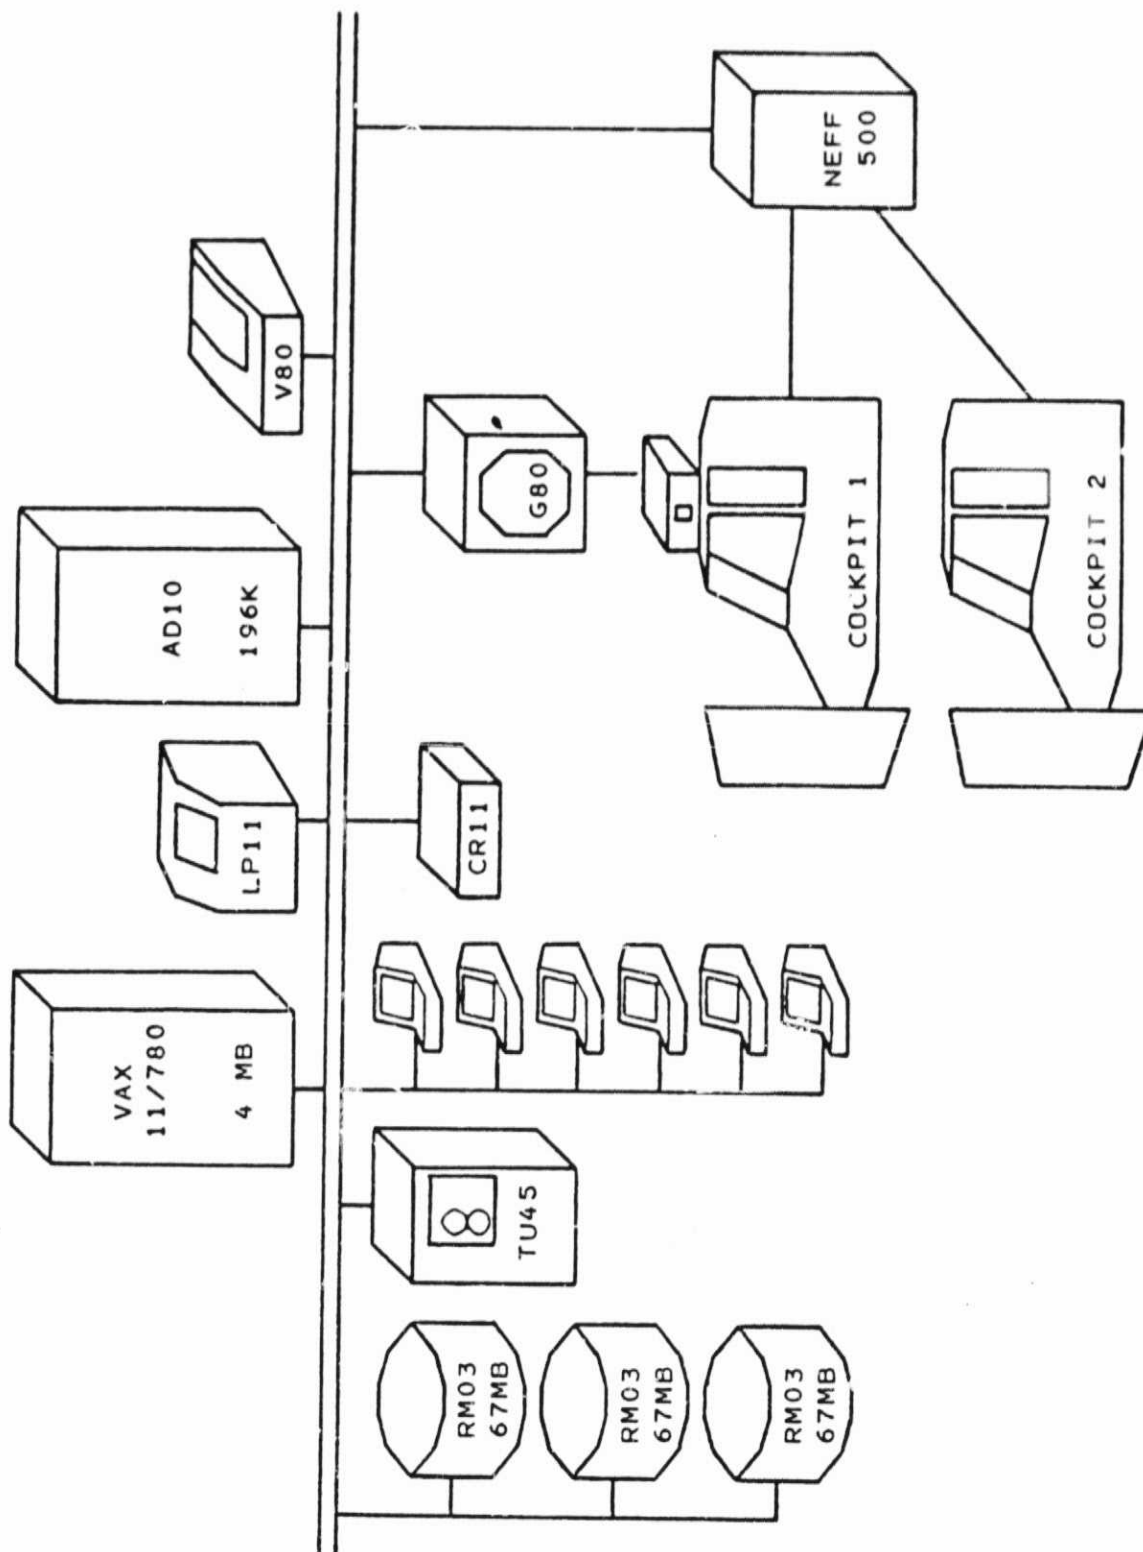 VAX
11/780
4 MB
LP11
AD10
196K
V80
RM03
67MB
RM03
67MB
RM03
67MB
TU45
CR11
G80
NEFF
500
COCKPIT 1
COCKPIT 2